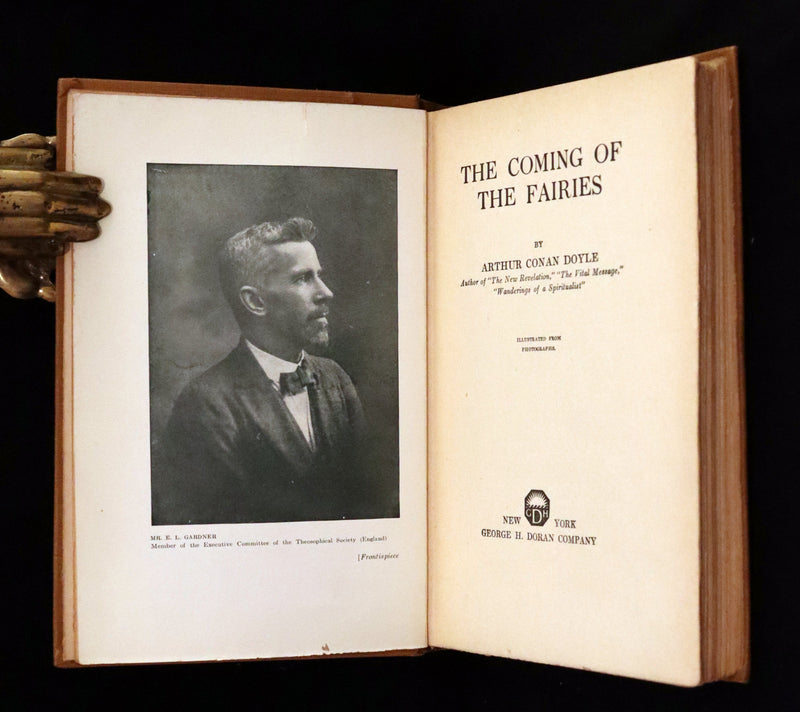 MR. E. L. GARDNER
Member of the Executive Committee of the Theosophical Society (England)
[Frontispiece
THE COMING OF
THE FAIRIES
BY
ARTHUR CONAN DOYLE
Author of "The New Revelation," "The Vital Message,"
"Wanderings of a Spiritualist"
ILLUSTRATED FROM
PHOTOGRAPHS.
GDH
NEW YORK
GEORGE H. DORAN COMPANY